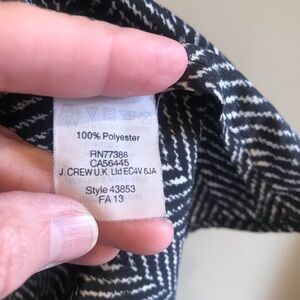 100% Polyester
RN77388
CA56445
J. CREW U.K. Ltd EC4V 6JA
Style 43853
FA 13